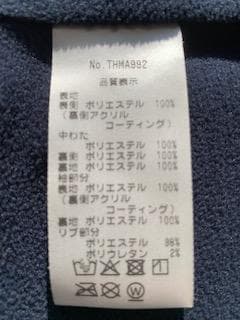 No.THMA892
品質表示
表地
表側 ポリエステル 100%
(裏側アクリル
コーティング)
中わた
ポリエステル 100%
裏側 ポリエステル 100%
裏地 ポリエステル 100%
袖部分
表地 ポリエステル 100%
(裏側アクリル
コーティング)
裏地 ポリエステル 100%
リブ部分
ポリエステル 98%
ポリウレタン 2%